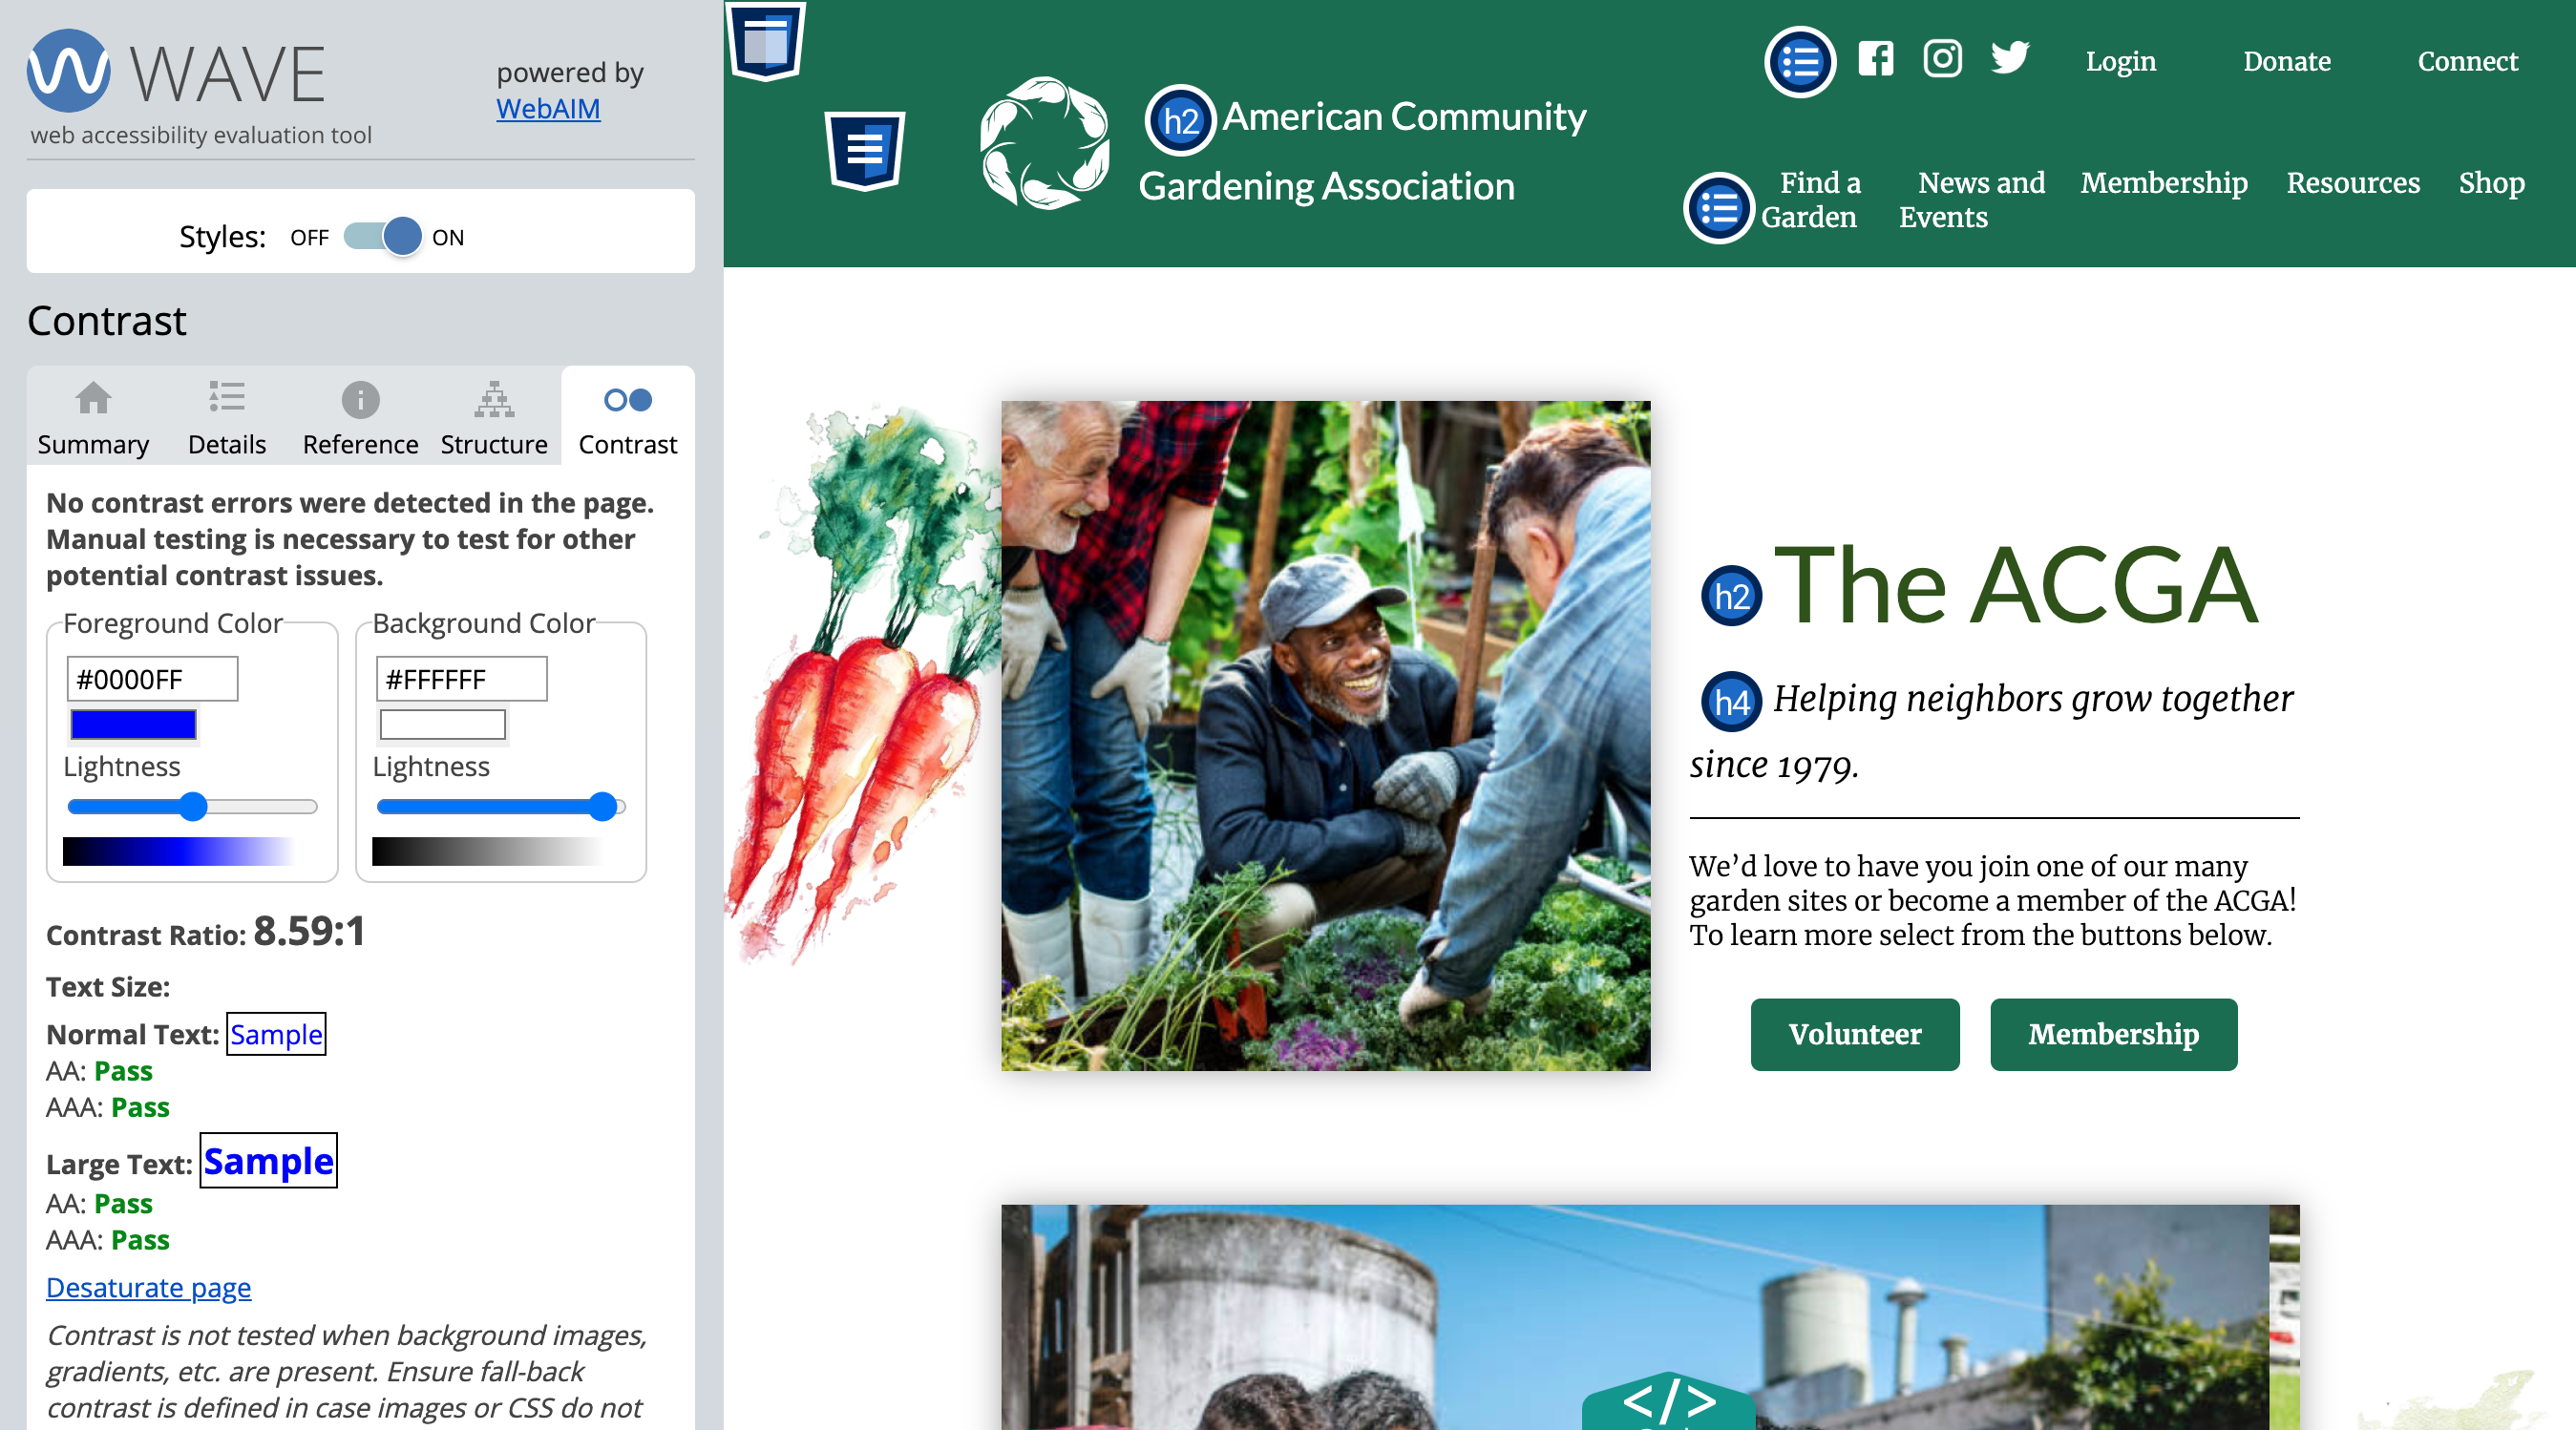 WAVE
powered by
WebAIM
web accessibility evaluation tool
Styles: OFF ON
Contrast
Summary Details Reference Structure Contrast
No contrast errors were detected in the page.
Manual testing is necessary to test for other
potential contrast issues.
Foreground Color
#0000FF
Lightness
Background Color
#FFFFFF
Lightness
Contrast Ratio: 8.59:1
Text Size:
Normal Text: Sample
AA: Pass
AAA: Pass
Large Text: Sample
AA: Pass
AAA: Pass
Desaturate page
Contrast is not tested when background images,
gradients, etc. are present. Ensure fall-back
contrast is defined in case images or CSS do not
Login Donate Connect
h2 American Community
Gardening Association
Find a
Garden
News and
Events
Membership Resources Shop
h2 The ACGA
h4 Helping neighbors grow together
since 1979.
We’d love to have you join one of our many
garden sites or become a member of the ACGA!
To learn more select from the buttons below.
Volunteer Membership
</>